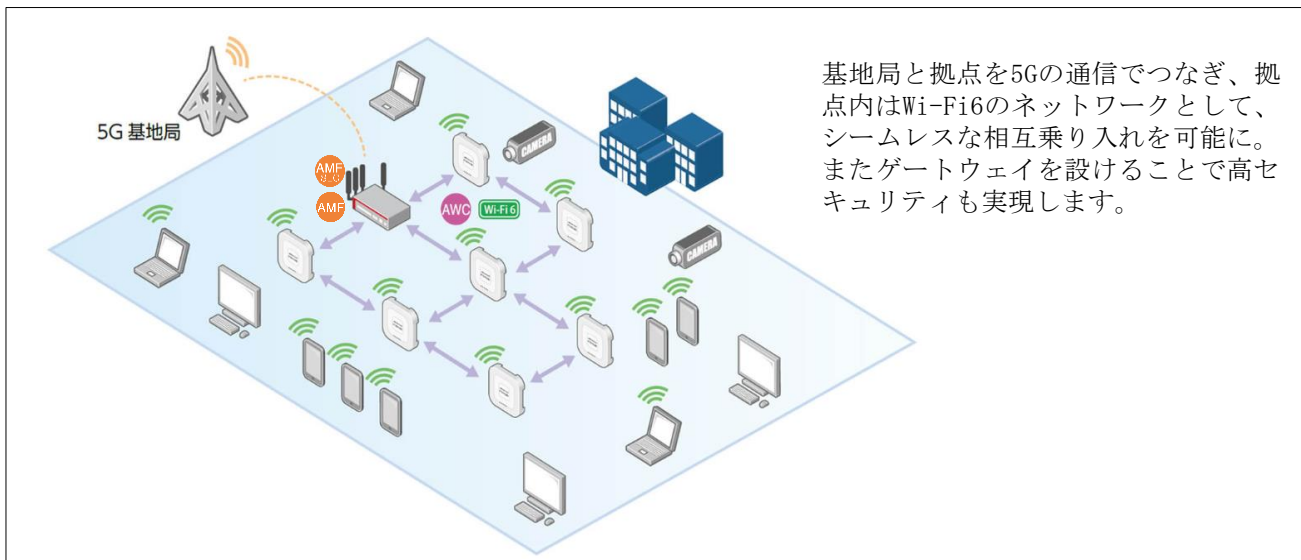 基地局と拠点を5Gの通信でつなぎ、拠
点内はWi-Fi6のネットワークとして、
シームレスな相互乗り入れを可能に。
またゲートウェイを設けることで高セ
キュリティも実現します。
5G 基地局
CAMERA
AMF
AMF
AWC
Wi-Fi 6
CAMERA